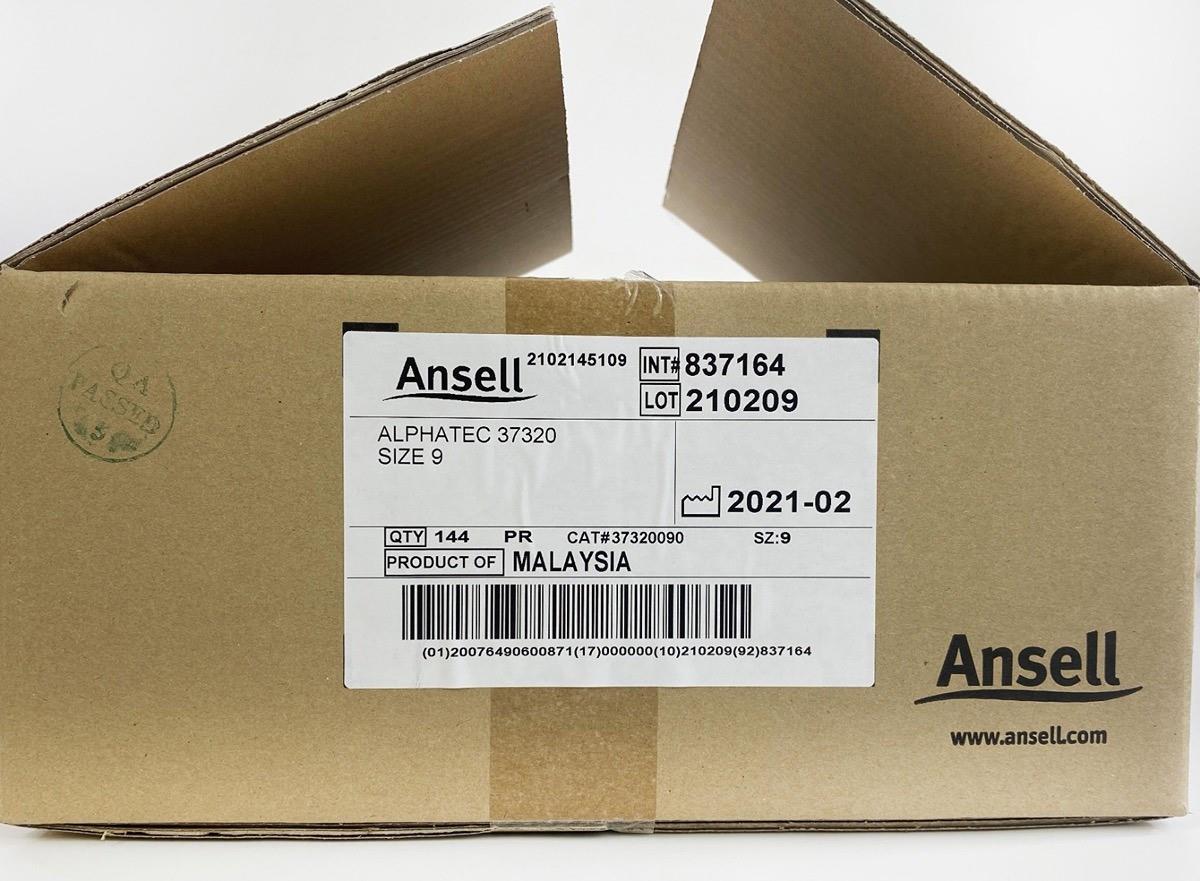 QA
PASSED
5
Ansell 2102145109 INT# 837164
LOT 210209
ALPHATEC 37320
SIZE 9
2021-02
QTY 144 PR CAT#37320090 SZ:9
PRODUCT OF MALAYSIA
(01)20076490600871(17)000000(10)210209(92)837164
Ansell
www.ansell.com